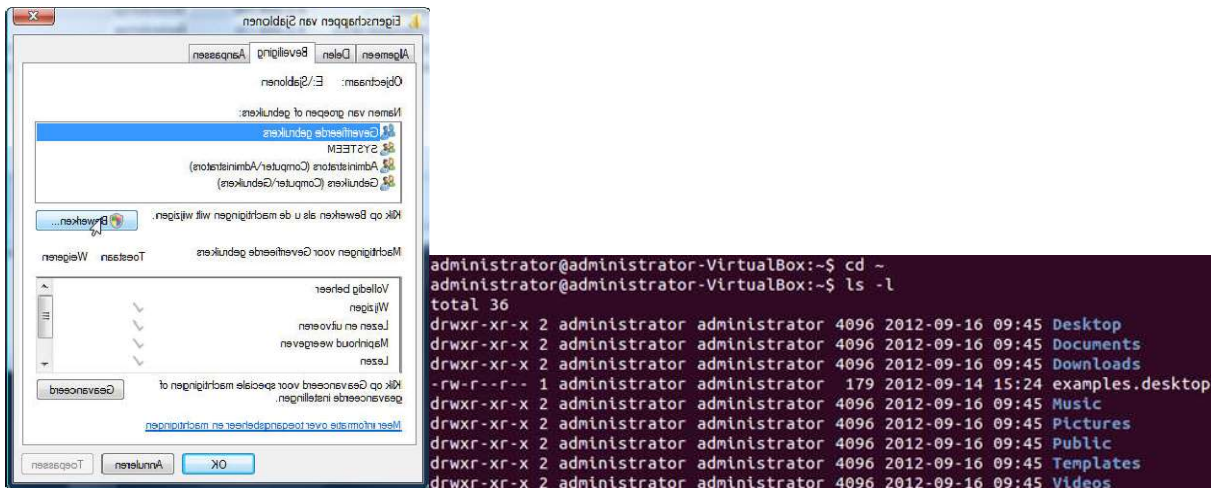 Eigenschappen van Sjablonen
Algemeen Delen Beveiliging Aanpassen
Objectnaam: E:\Sjablonen
Namen van groepen of gebruikers:
Geverifieerde gebruikers
SYSTEEM
Administrators (Computer\Administrators)
Gebruikers (Computer\Gebruikers)
Klik op Bewerken als u de machtigingen wilt wijzigen.
Bewerken...
Machtigingen voor Geverifieerde gebruikers Toestaan Weigeren
Volledig beheer
Wijzigen
Lezen en uitvoeren
Mapinhoud weergeven
Lezen
Klik op Geavanceerd voor speciale machtigingen of
geavanceerde instellingen.
Geavanceerd
Meer informatie over toegangsbeheer en machtigingen
OK Annuleren Toepassen
administrator@administrator-VirtualBox:~$ cd ~
administrator@administrator-VirtualBox:~$ ls -l
total 36
drwxr-xr-x 2 administrator administrator 4096 2012-09-16 09:45 Desktop
drwxr-xr-x 2 administrator administrator 4096 2012-09-16 09:45 Documents
drwxr-xr-x 2 administrator administrator 4096 2012-09-16 09:45 Downloads
-rw-r--r-- 1 administrator administrator 179 2012-09-14 15:24 examples.desktop
drwxr-xr-x 2 administrator administrator 4096 2012-09-16 09:45 Music
drwxr-xr-x 2 administrator administrator 4096 2012-09-16 09:45 Pictures
drwxr-xr-x 2 administrator administrator 4096 2012-09-16 09:45 Public
drwxr-xr-x 2 administrator administrator 4096 2012-09-16 09:45 Templates
drwxr-xr-x 2 administrator administrator 4096 2012-09-16 09:45 Videos